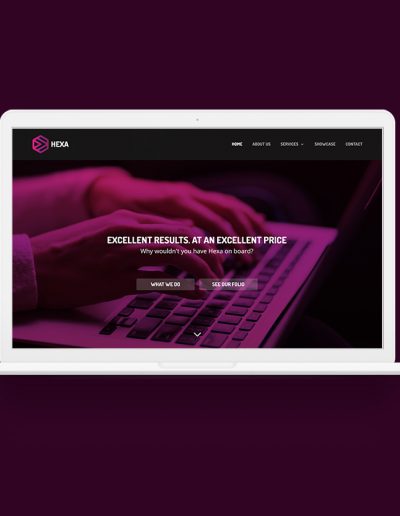 HEXA
HOME ABOUT US SERVICES SHOWCASE CONTACT
EXCELLENT RESULTS. AT AN EXCELLENT PRICE
Why wouldn't you have Hexa on board?
WHAT WE DO SEE OUR FOLIO